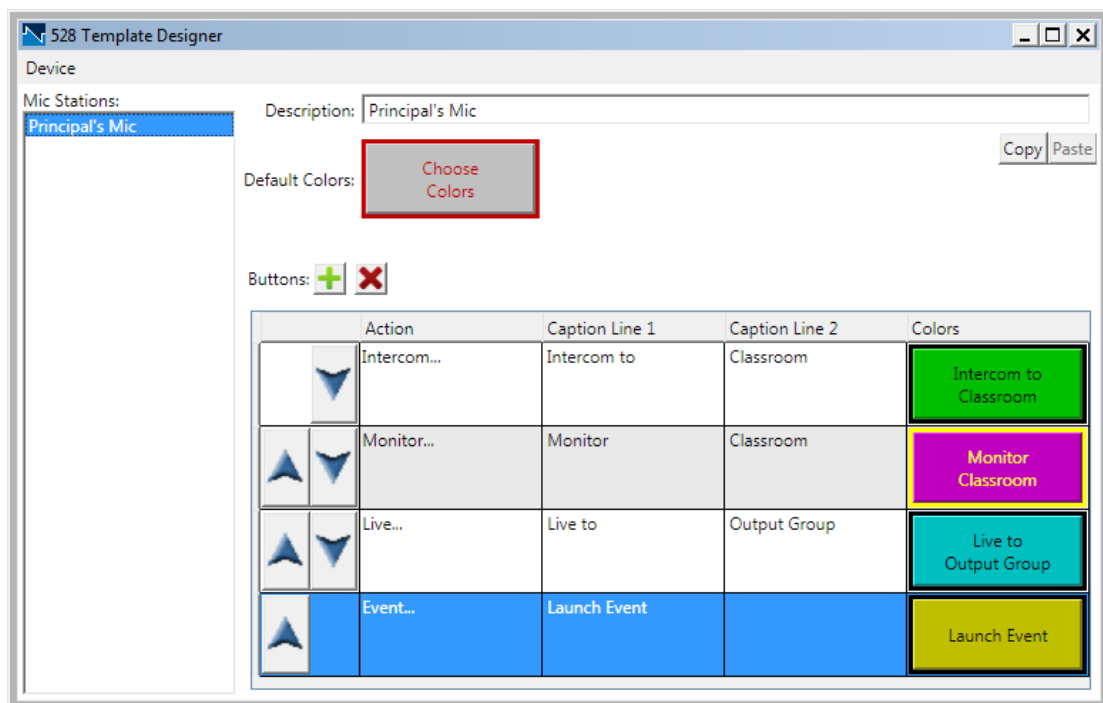 528 Template Designer
Device
Mic Stations:
Principal's Mic
Description: Principal's Mic
Copy Paste
Default Colors:
Choose
Colors
Buttons:
Action Caption Line 1 Caption Line 2 Colors
Intercom... Intercom to Classroom
Intercom to
Classroom
Monitor... Monitor Classroom
Monitor
Classroom
Live... Live to Output Group
Live to
Output Group
Event... Launch Event
Launch Event